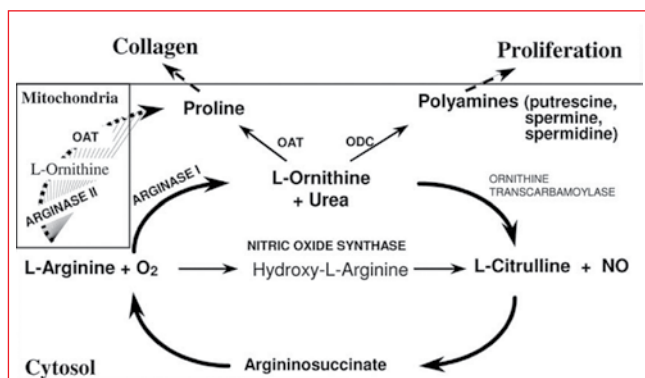 Collagen
Proliferation
Mitochondria
OAT
L-Ornithine
ARGINASE II
Proline
Polyamines (putrescine,
spermine,
spermidine)
OAT
ODC
ARGINASE I
L-Ornithine
+ Urea
ORNITHINE
TRANSCARBAMOYLASE
NITRIC OXIDE SYNTHASE
L-Arginine + O2
Hydroxy-L-Arginine
L-Citrulline + NO
Argininosuccinate
Cytosol